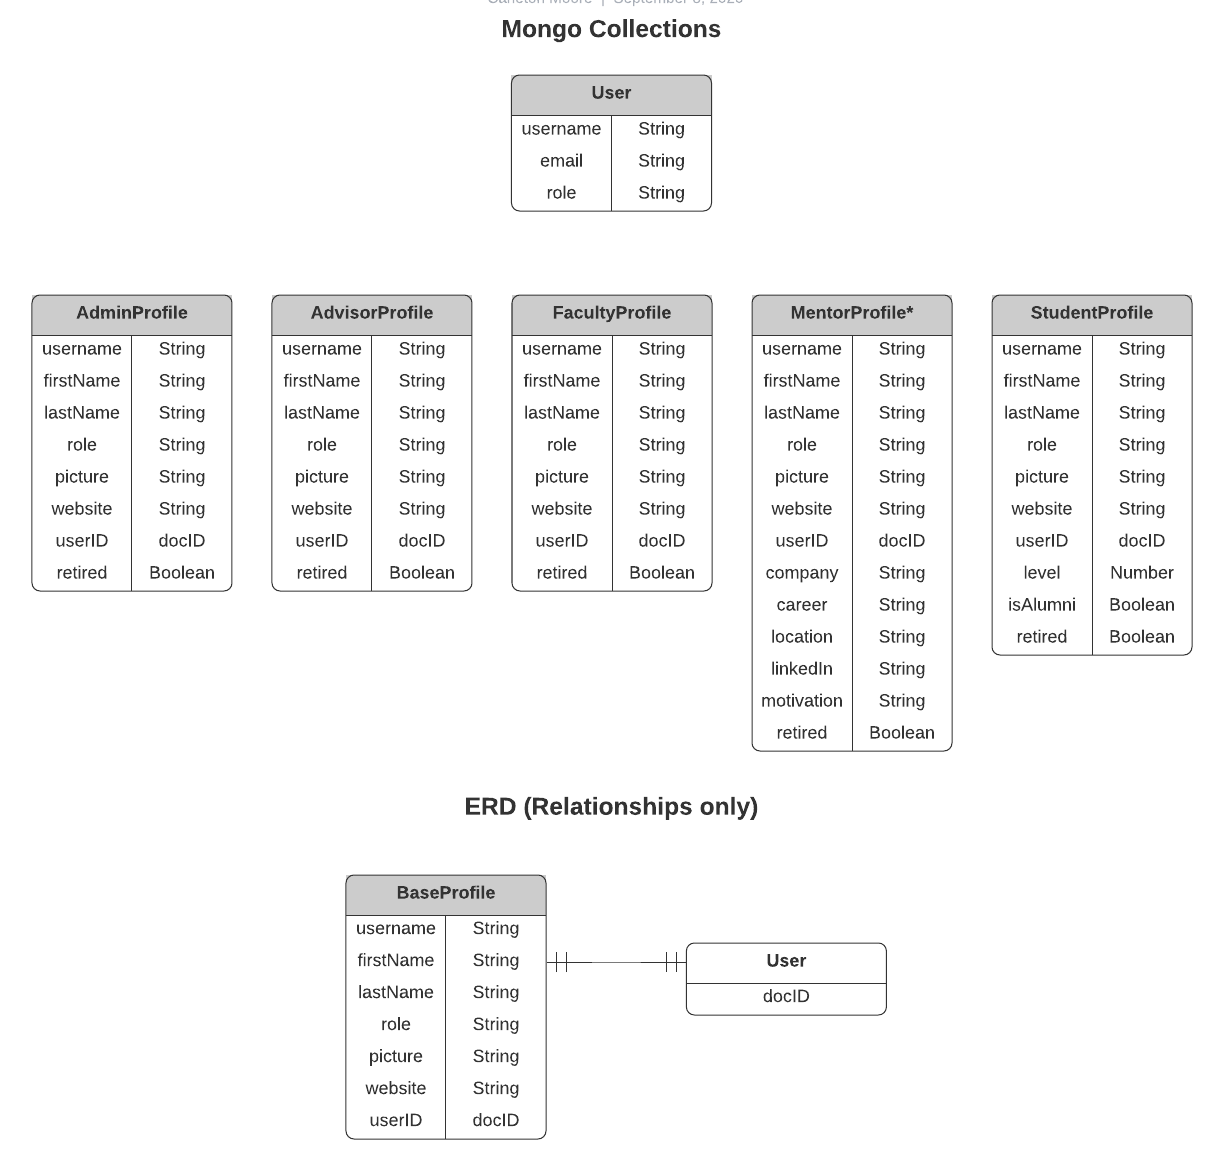 Mongo Collections
User
username String
email String
role String
AdminProfile
username String
firstName String
lastName String
role String
picture String
website String
userID docID
retired Boolean
AdvisorProfile
username String
firstName String
lastName String
role String
picture String
website String
userID docID
retired Boolean
FacultyProfile
username String
firstName String
lastName String
role String
picture String
website String
userID docID
retired Boolean
MentorProfile*
username String
firstName String
lastName String
role String
picture String
website String
userID docID
company String
career String
location String
linkedIn String
motivation String
retired Boolean
StudentProfile
username String
firstName String
lastName String
role String
picture String
website String
userID docID
level Number
isAlumni Boolean
retired Boolean
ERD (Relationships only)
BaseProfile
username String
firstName String
lastName String
role String
picture String
website String
userID docID
User
docID